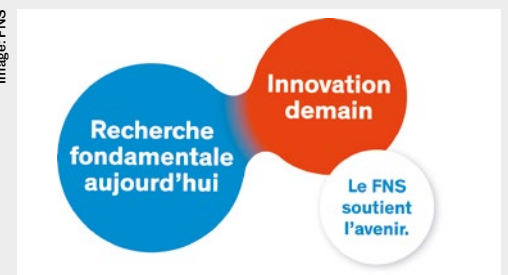 Image: FNS
Recherche
fondamentale
aujourd’hui
Innovation
demain
Le FNS
soutient
l’avenir.